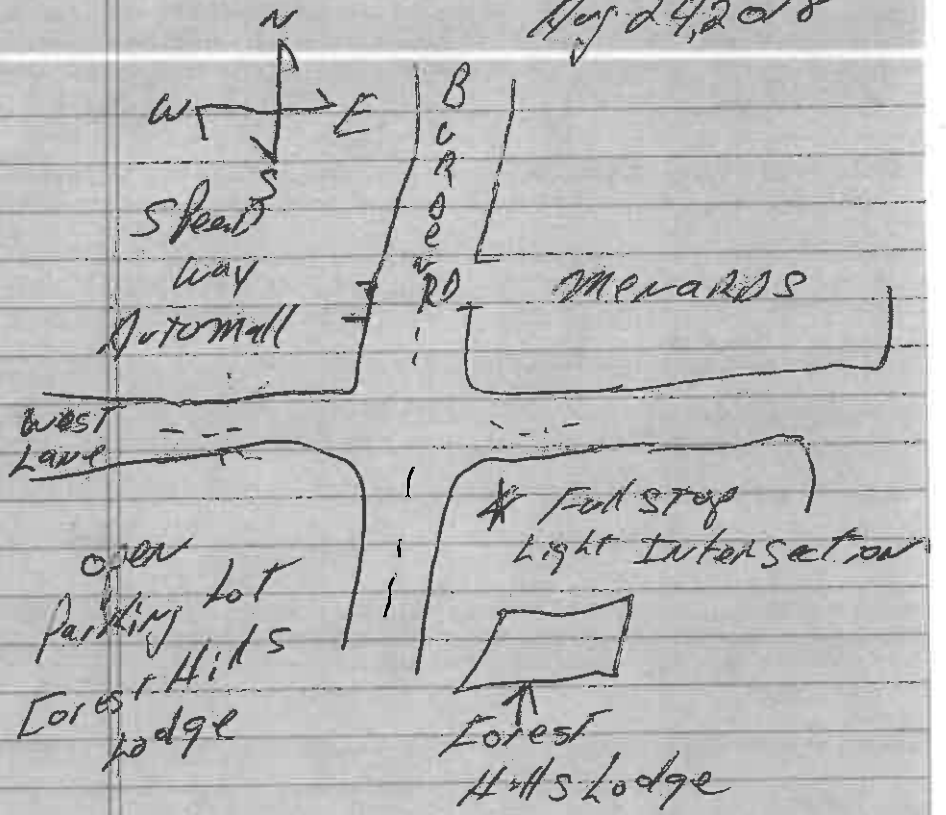 Aug 24, 2018
N
W E
S
BURDEN RD
Speed
way
Automall
MENARDS
West
Lane
* Full stop
Light Intersection
open
Parking Lot
Forest Hills
Lodge
Forest
Hills Lodge